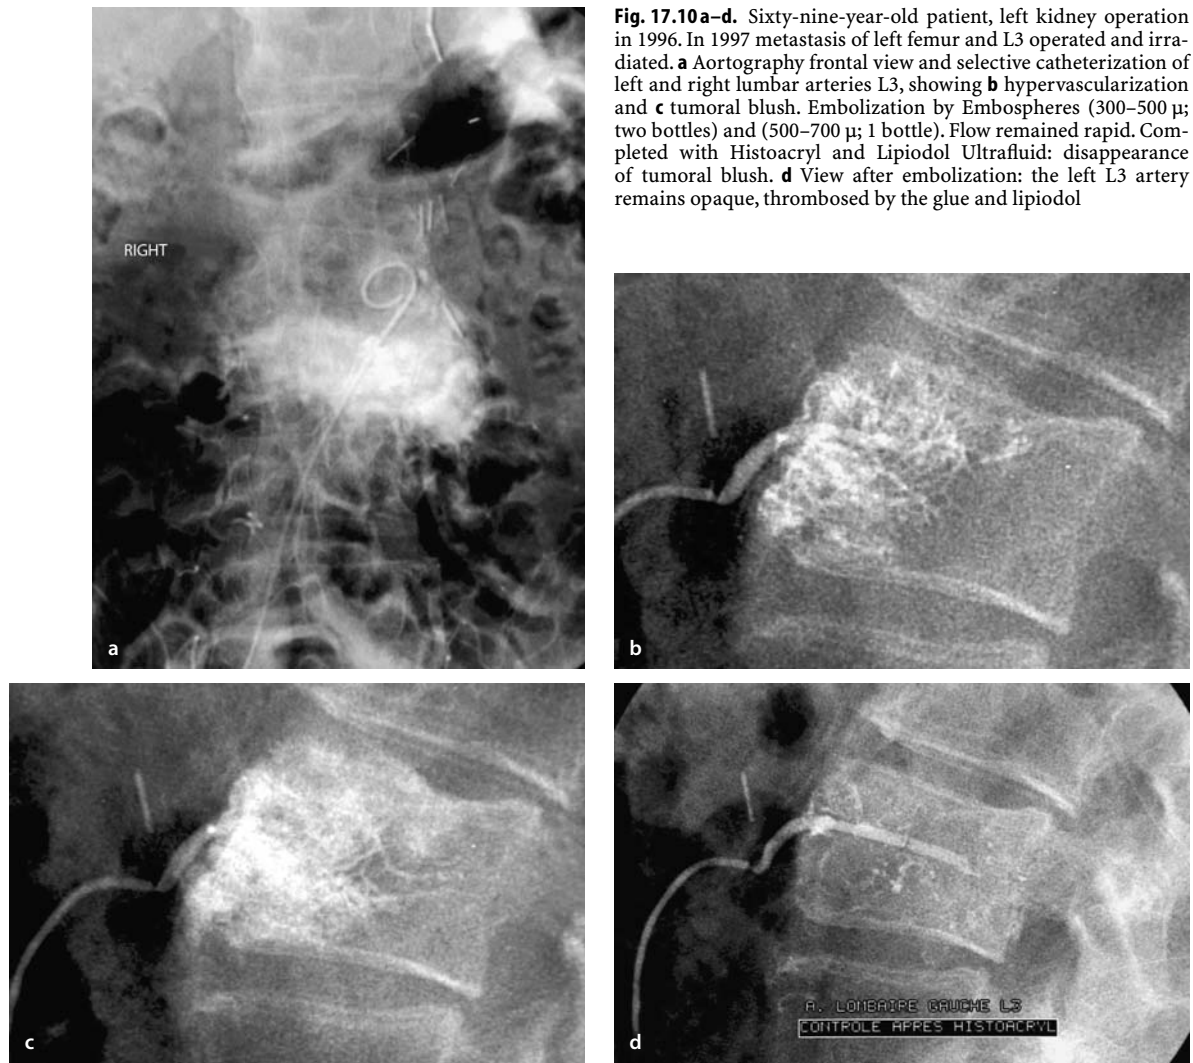 Fig. 17.10 a–d. Sixty-nine-year-old patient, left kidney operation
in 1996. In 1997 metastasis of left femur and L3 operated and irra-
diated. a Aortography frontal view and selective catheterization of
left and right lumbar arteries L3, showing b hypervascularization
and c tumoral blush. Embolization by Embospheres (300–500 μ;
two bottles) and (500–700 μ; 1 bottle). Flow remained rapid. Com-
pleted with Histoacryl and Lipiodol Ultrafluid: disappearance
of tumoral blush. d View after embolization: the left L3 artery
remains opaque, thrombosed by the glue and lipiodol
RIGHT
a
b
c
A. LOMBAIRE GAUCHE L3
CONTROLE APRES HISTOACRYL
d